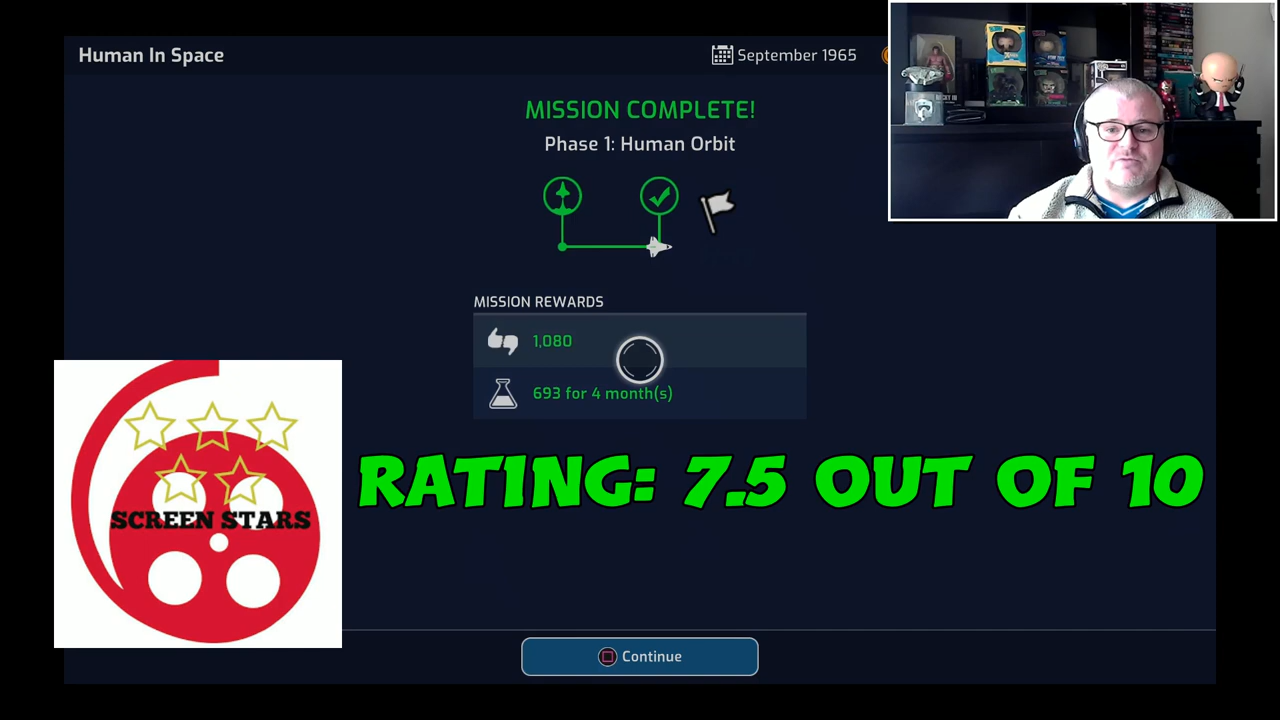 Human In Space
September 1965
MISSION COMPLETE!
Phase 1: Human Orbit
MISSION REWARDS
1,080
693 for 4 month(s)
SCREEN STARS
RATING: 7.5 OUT OF 10
Continue